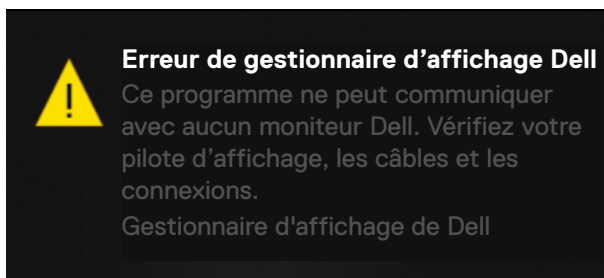 Erreur de gestionnaire d’affichage Dell
Ce programme ne peut communiquer
avec aucun moniteur Dell. Vérifiez votre
pilote d’affichage, les câbles et les
connexions.
Gestionnaire d'affichage de Dell